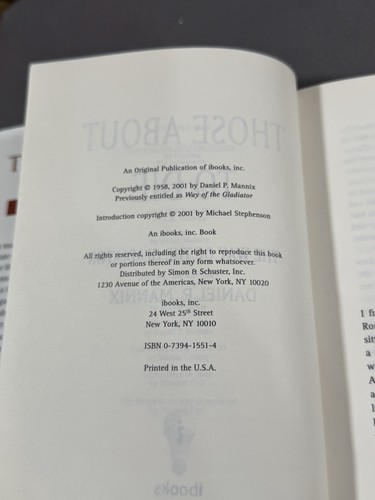 An Original Publication of ibooks, inc.
Copyright © 1958, 2001 by Daniel P. Mannix
Previously entitled as Way of the Gladiator
Introduction copyright © 2001 by Michael Stephenson
An ibooks, inc. Book
All rights reserved, including the right to reproduce this book
or portions thereof in any form whatsoever.
Distributed by Simon & Schuster, Inc.
1230 Avenue of the Americas, New York, NY 10020
ibooks, inc.
24 West 25th Street
New York, NY 10010
ISBN 0-7394-1551-4
Printed in the U.S.A.